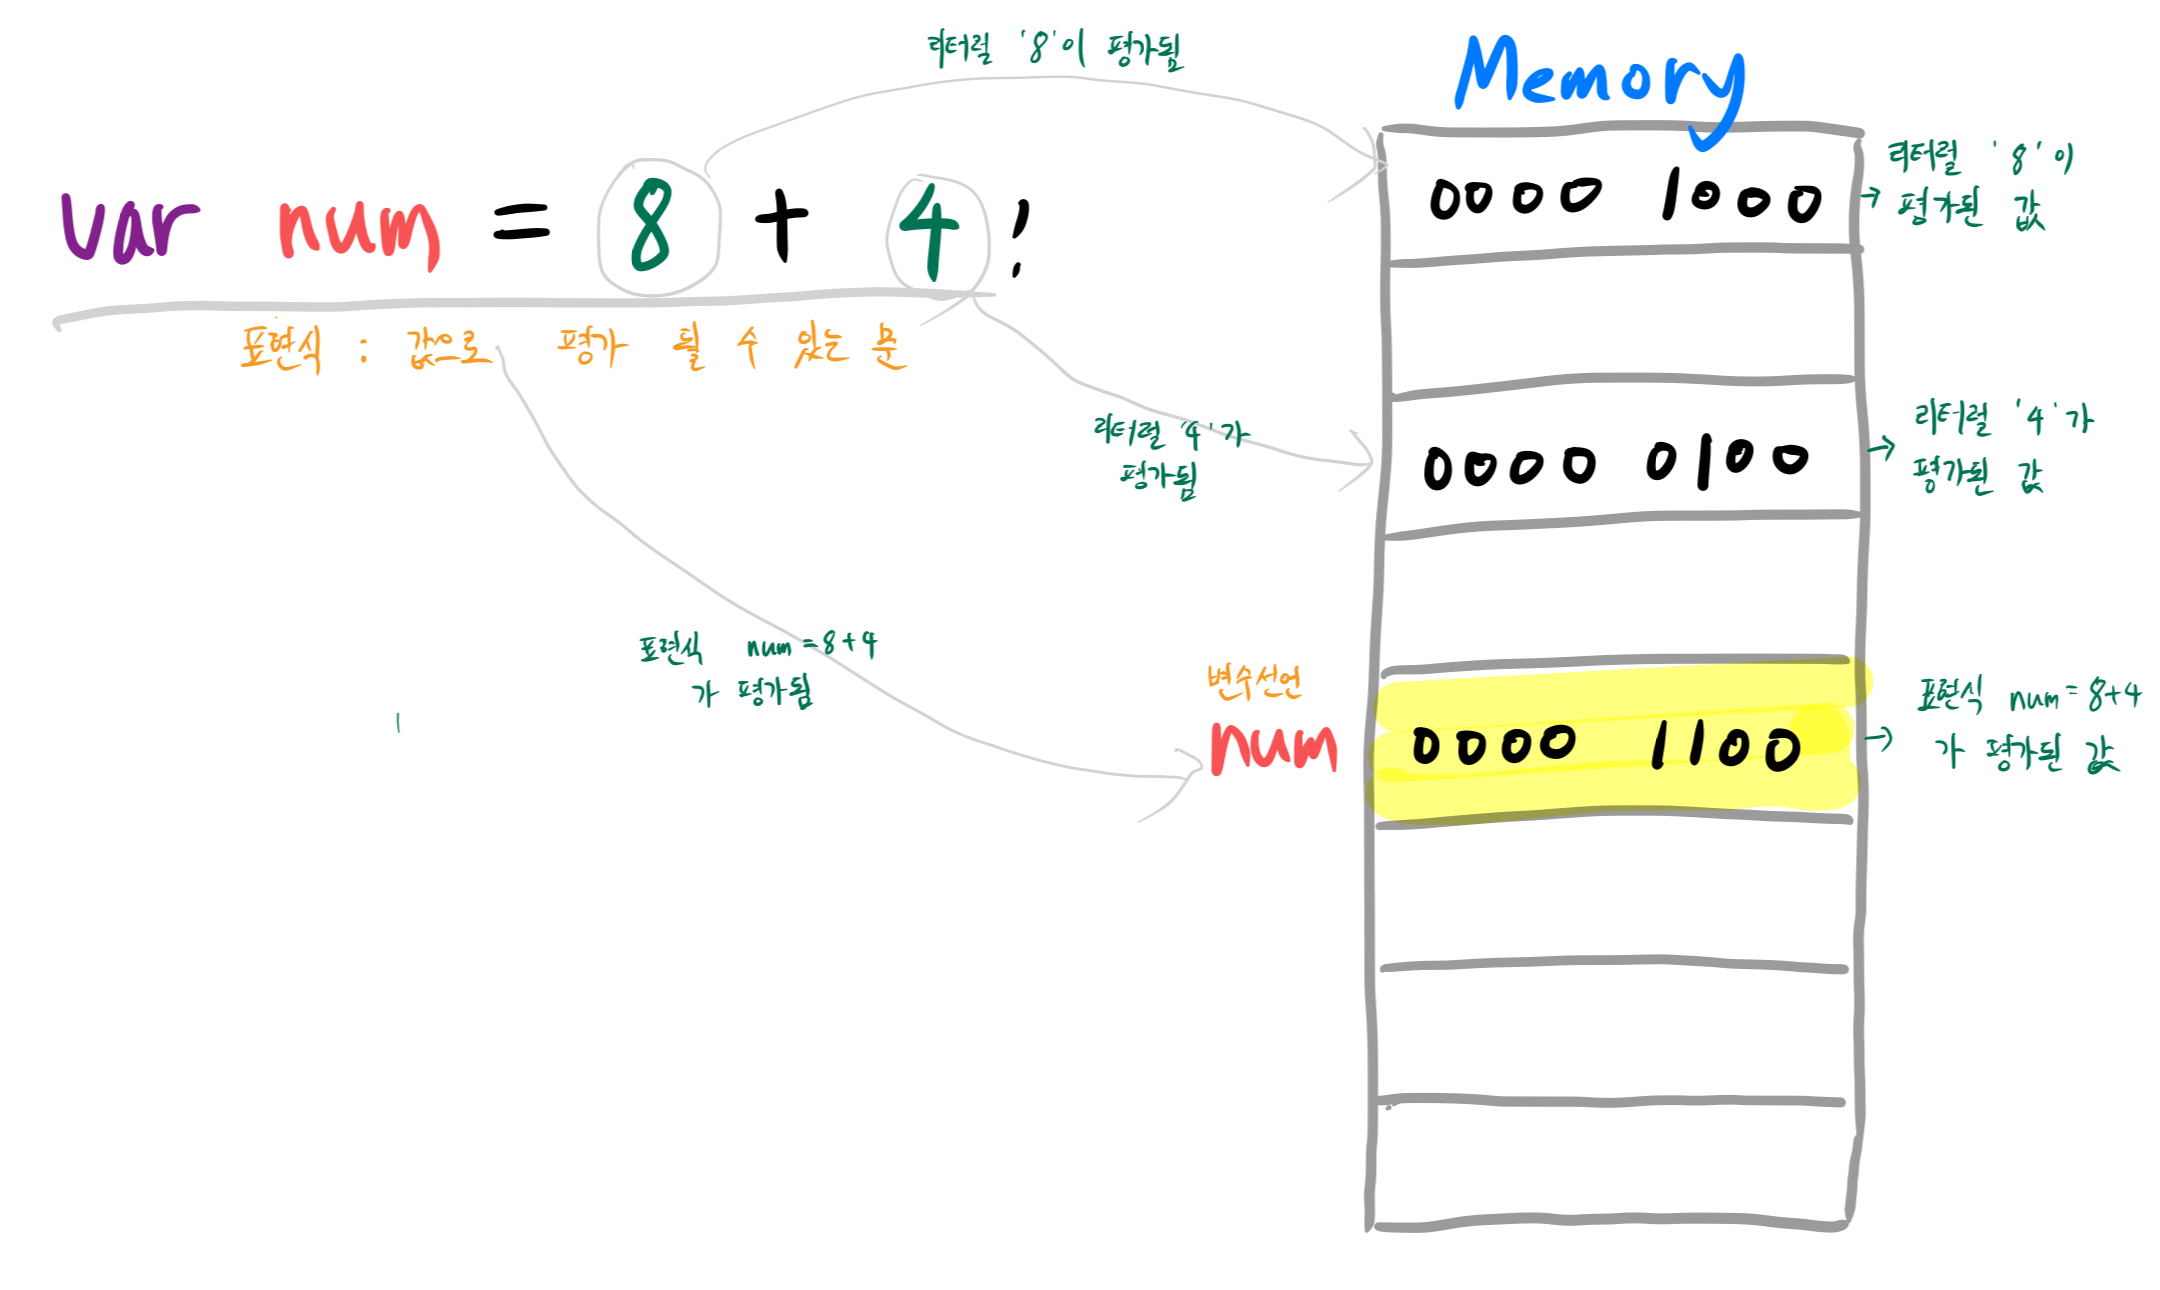 리터럴 '8'이 평가됨
Memory
var num = 8 + 4;
0000 1000
→ 리터럴 '8'이
평가된 값
표현식 : 값으로 평가 될 수 있는 문
리터럴 '4'가
평가됨
0000 0100
→ 리터럴 '4'가
평가된 값
표현식 num = 8+4
가 평가됨
변수선언
num
0000 1100
→ 표현식 num = 8+4
가 평가된 값